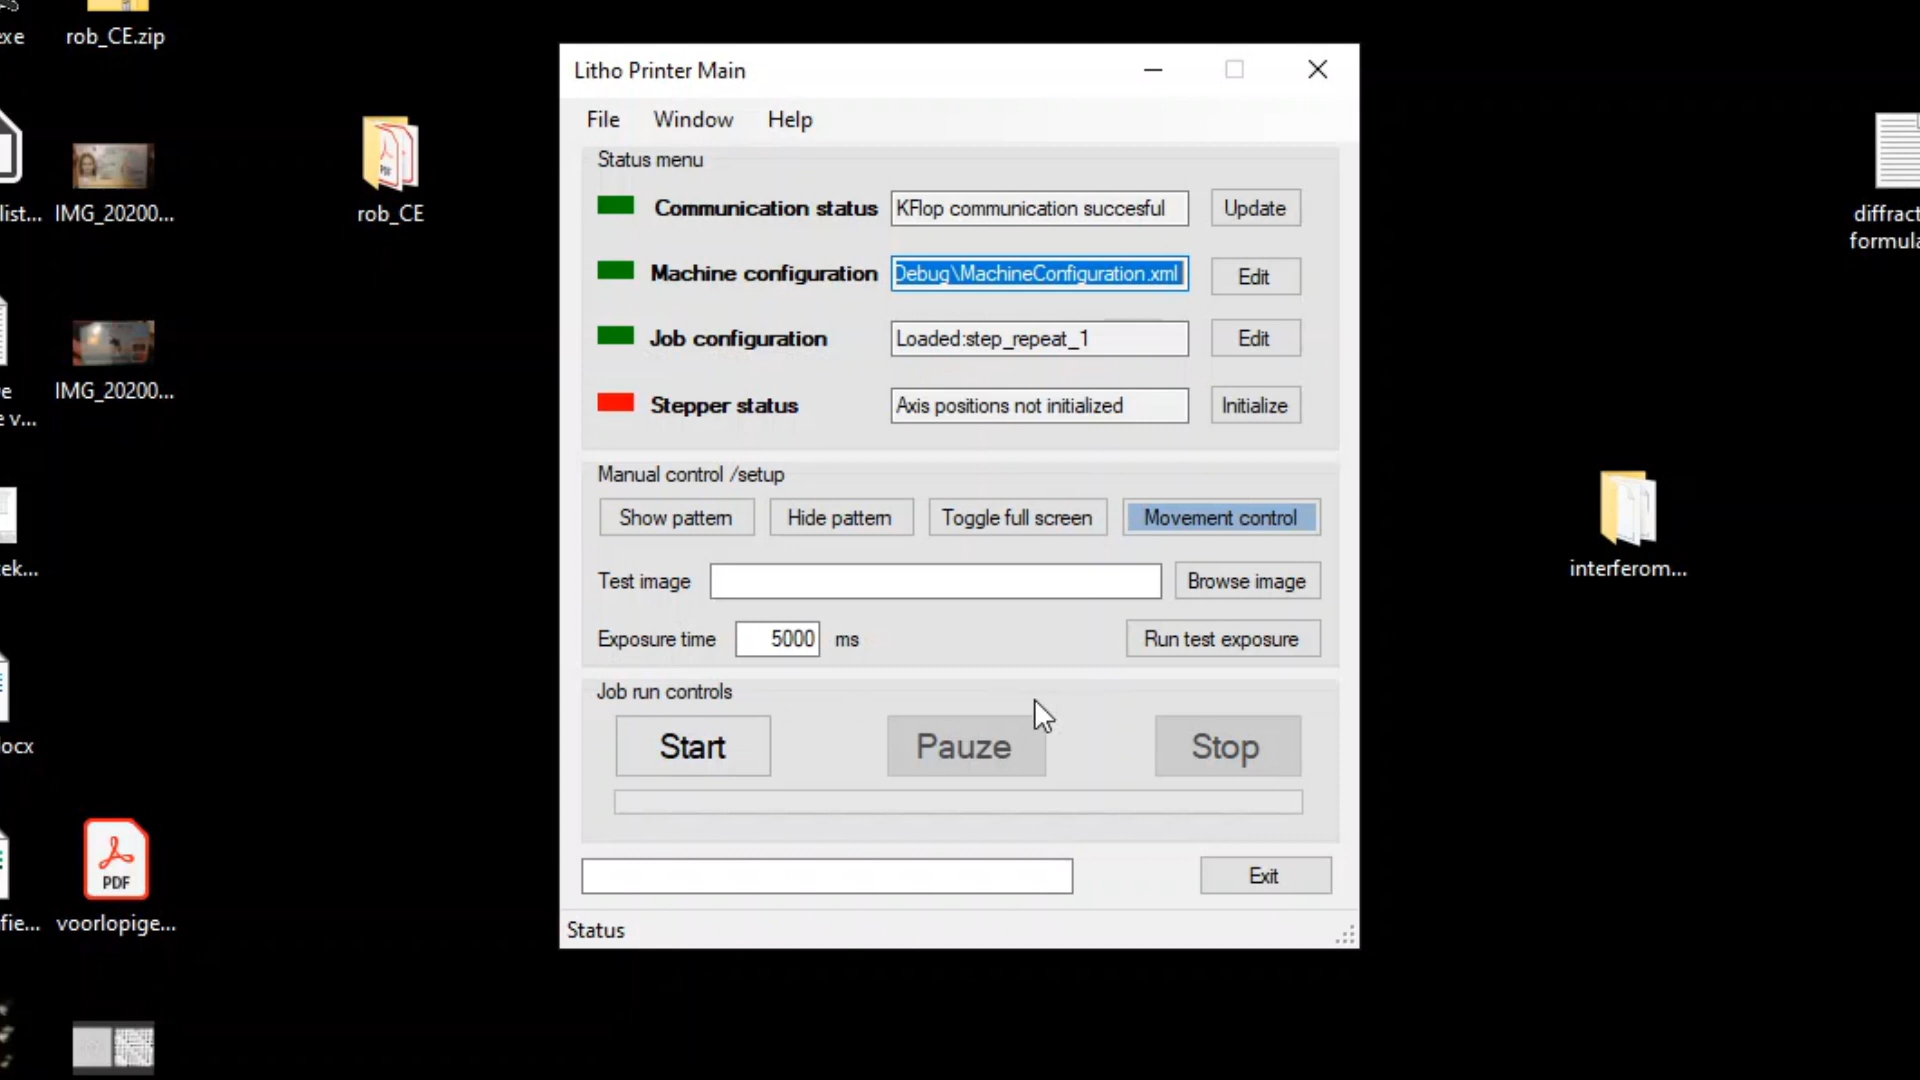 xe
rob_CE.zip
list...
IMG_20200...
rob_CE
IMG_20200...
e
e v...
ek...
ocx
PDF
fie...
voorlopige...
Litho Printer Main
File Window Help
Status menu
Communication status KFlop communication succesful Update
Machine configuration Debug\MachineConfiguration.xml Edit
Job configuration Loaded:step_repeat_1 Edit
Stepper status Axis positions not initialized Initialize
Manual control /setup
Show pattern Hide pattern Toggle full screen Movement control
Test image Browse image
Exposure time 5000 ms Run test exposure
Job run controls
Start Pauze Stop
Exit
Status
diffract
formula
interferom...